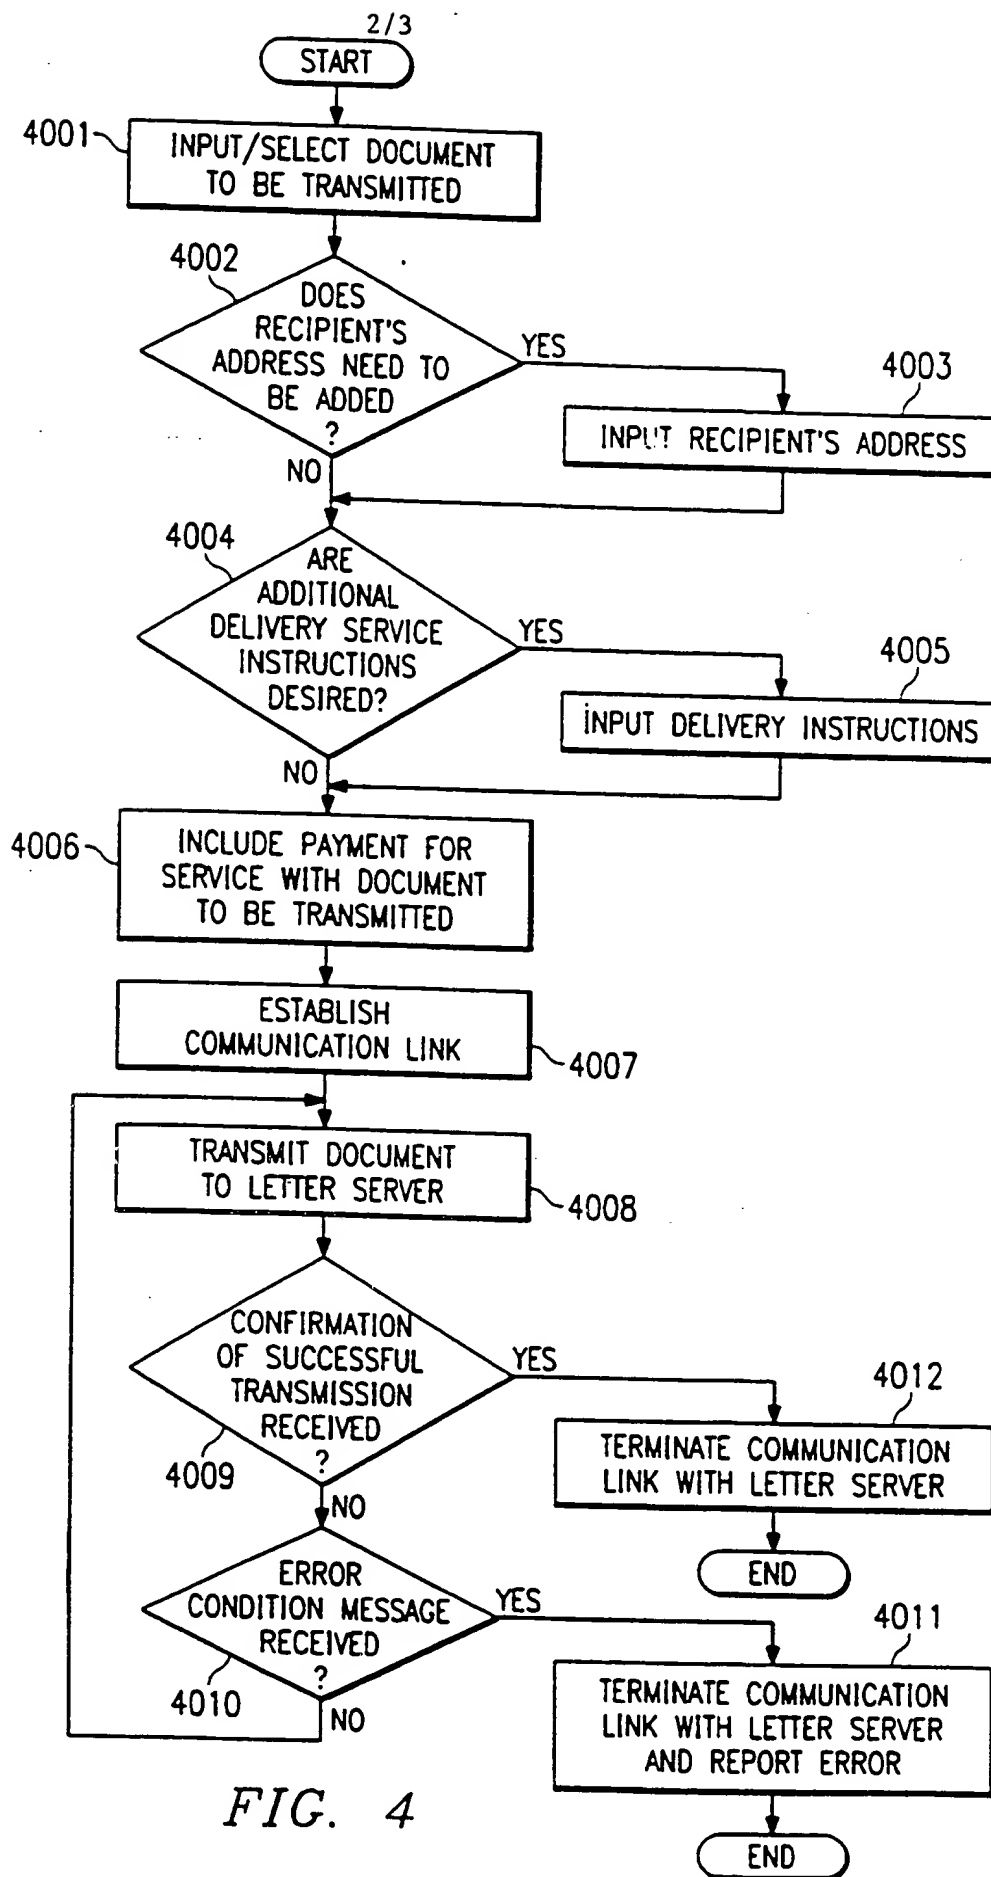 2/3
START
4001
INPUT/SELECT DOCUMENT
TO BE TRANSMITTED
4002
DOES
RECIPIENT'S
ADDRESS NEED TO
BE ADDED
?
YES
NO
4003
INPUT RECIPIENT'S ADDRESS
4004
ARE
ADDITIONAL
DELIVERY SERVICE
INSTRUCTIONS
DESIRED?
YES
NO
4005
INPUT DELIVERY INSTRUCTIONS
4006
INCLUDE PAYMENT FOR
SERVICE WITH DOCUMENT
TO BE TRANSMITTED
ESTABLISH
COMMUNICATION LINK
4007
TRANSMIT DOCUMENT
TO LETTER SERVER
4008
CONFIRMATION
OF SUCCESSFUL
TRANSMISSION
RECEIVED
?
4009
YES
NO
4012
TERMINATE COMMUNICATION
LINK WITH LETTER SERVER
END
ERROR
CONDITION MESSAGE
RECEIVED
?
4010
YES
NO
4011
TERMINATE COMMUNICATION
LINK WITH LETTER SERVER
AND REPORT ERROR
END
FIG. 4